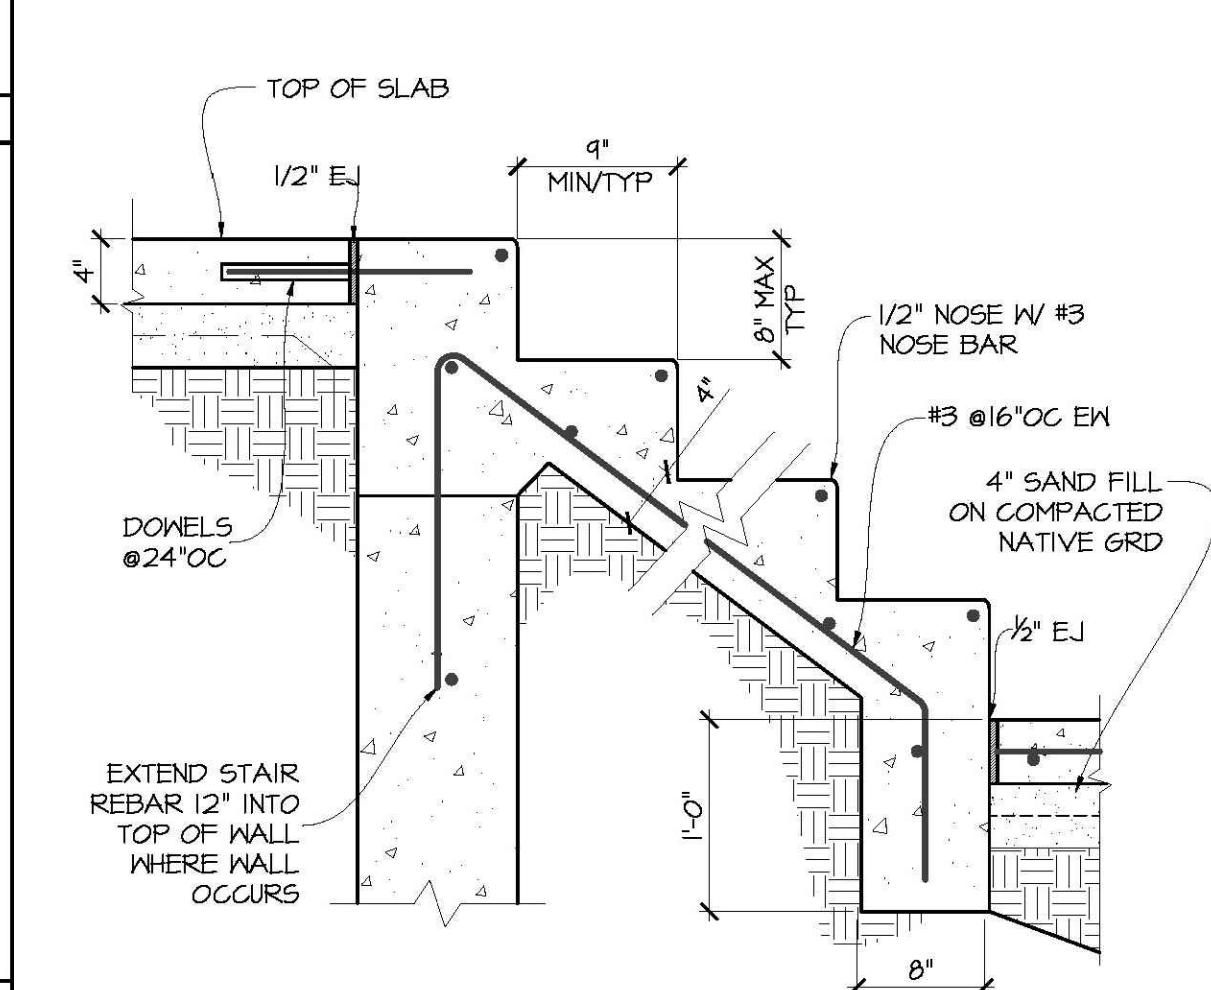 TOP OF SLAB
1/2" EJ
9"
MIN/TYP
4"
8" MAX
TYP
1/2" NOSE W/ #3
NOSE BAR
4"
#3 @16"OC EW
4" SAND FILL
ON COMPACTED
NATIVE GRD
DOWELS
@24"OC
½" EJ
EXTEND STAIR
REBAR 12" INTO
TOP OF WALL
WHERE WALL
OCCURS
1'-0"
8"